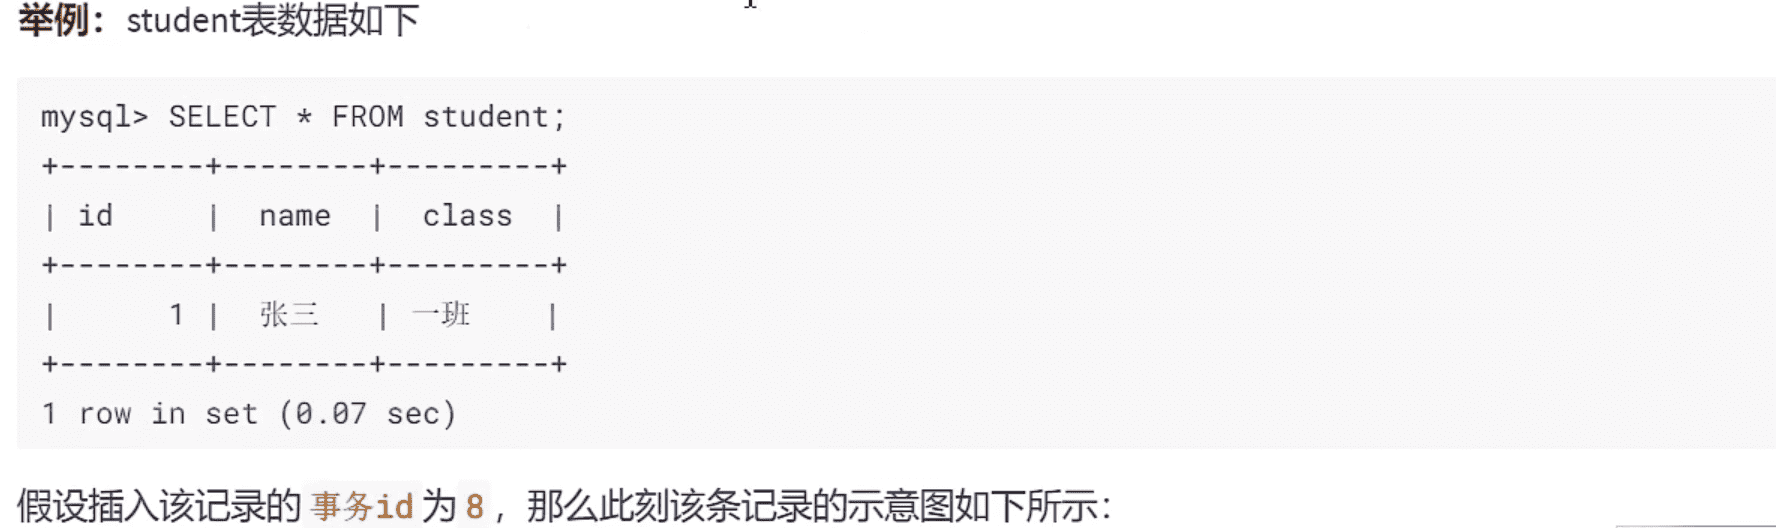 举例：student表数据如下
mysql> SELECT * FROM student;
+--------+--------+---------+
| id     |  name  |  class  |
+--------+--------+---------+
|      1 |  张三   | 一班    |
+--------+--------+---------+
1 row in set (0.07 sec)
假设插入该记录的 事务id 为 8 ，那么此刻该条记录的示意图如下所示：